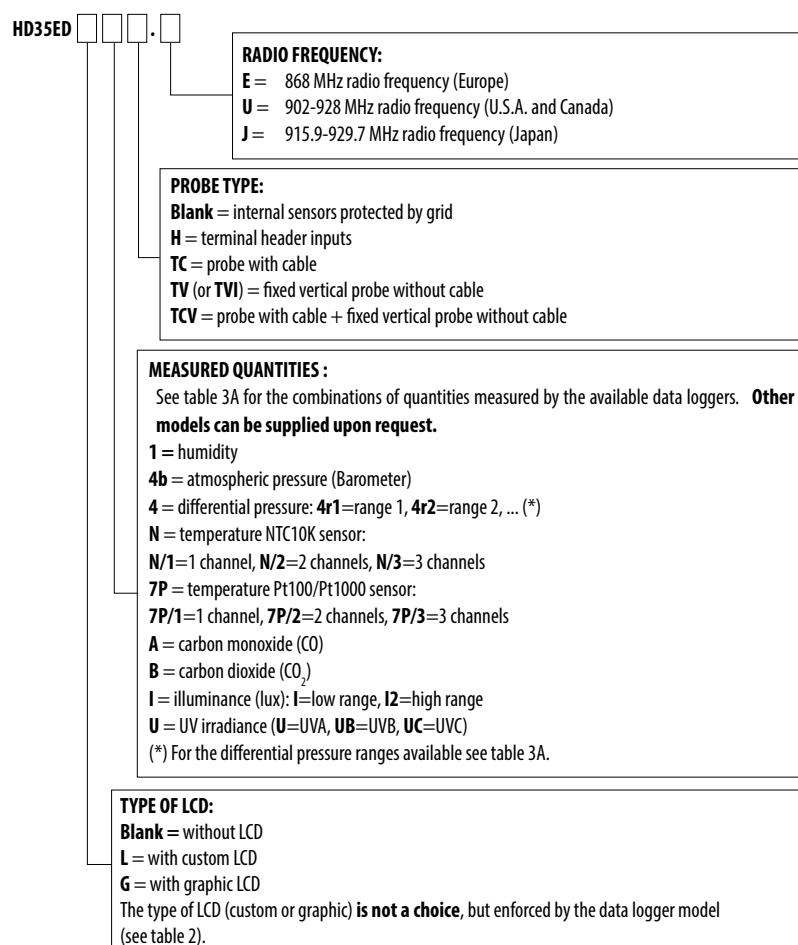 HD35ED .
RADIO FREQUENCY:
E = 868 MHz radio frequency (Europe)
U = 902-928 MHz radio frequency (U.S.A. and Canada)
J = 915.9-929.7 MHz radio frequency (Japan)
PROBE TYPE:
Blank = internal sensors protected by grid
H = terminal header inputs
TC = probe with cable
TV (or TVI) = fixed vertical probe without cable
TCV = probe with cable + fixed vertical probe without cable
MEASURED QUANTITIES :
See table 3A for the combinations of quantities measured by the available data loggers. Other
models can be supplied upon request.
1 = humidity
4b = atmospheric pressure (Barometer)
4 = differential pressure: 4r1=range 1, 4r2=range 2, ... (*)
N = temperature NTC10K sensor:
N/1=1 channel, N/2=2 channels, N/3=3 channels
7P = temperature Pt100/Pt1000 sensor:
7P/1=1 channel, 7P/2=2 channels, 7P/3=3 channels
A = carbon monoxide (CO)
B = carbon dioxide (CO₂)
I = illuminance (lux): I=low range, I2=high range
U = UV irradiance (U=UVA, UB=UVB, UC=UVC)
(*) For the differential pressure ranges available see table 3A.
TYPE OF LCD:
Blank = without LCD
L = with custom LCD
G = with graphic LCD
The type of LCD (custom or graphic) is not a choice, but enforced by the data logger model
(see table 2).